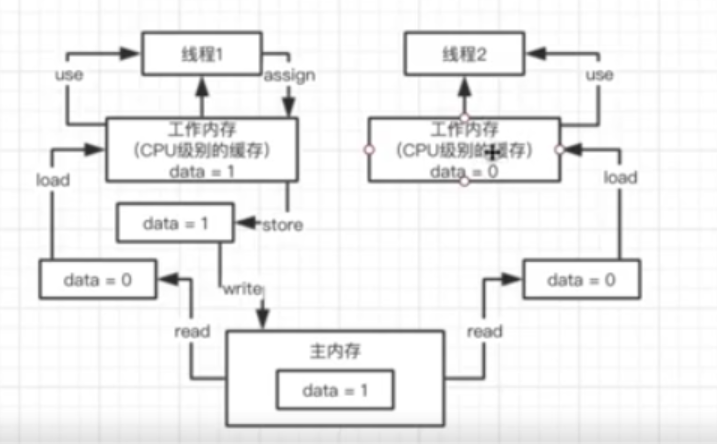 线程1
线程2
use
assign
use
工作内存
（CPU级别的缓存）
data = 1
工作内存
（CPU级别的缓存）
data = 0
load
load
data = 1
store
data = 0
data = 0
write
read
read
主内存
data = 1